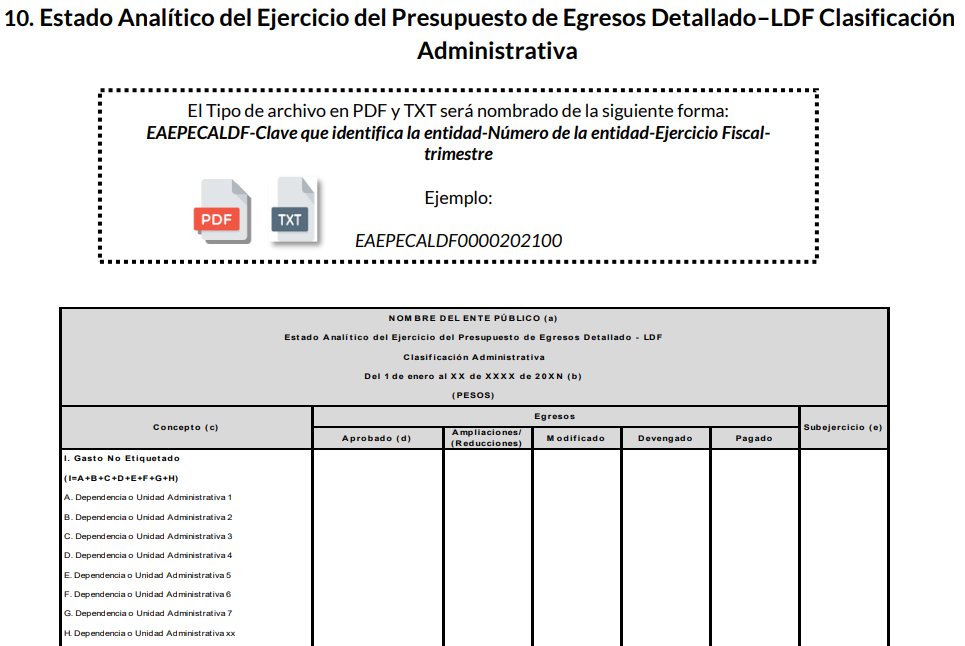 10. Estado Analítico del Ejercicio del Presupuesto de Egresos Detallado–LDF Clasificación
Administrativa
El Tipo de archivo en PDF y TXT será nombrado de la siguiente forma:
EAEPECALDF-Clave que identifica la entidad-Número de la entidad-Ejercicio Fiscal-
trimestre
PDF TXT
Ejemplo:
EAEPECALDF0000202100
NOMBRE DEL ENTE PÚBLICO (a)
Estado Analítico del Ejercicio del Presupuesto de Egresos Detallado - LDF
Clasificación Administrativa
Del 1 de enero al XX de XXXX de 20XN (b)
(PESOS)
Concepto (c)
Egresos
Subejercicio (e)
Aprobado (d)
Ampliaciones/
(Reducciones)
Modificado
Devengado
Pagado
I. Gasto No Etiquetado
(I=A+B+C+D+E+F+G+H)
A. Dependencia o Unidad Administrativa 1
B. Dependencia o Unidad Administrativa 2
C. Dependencia o Unidad Administrativa 3
D. Dependencia o Unidad Administrativa 4
E. Dependencia o Unidad Administrativa 5
F. Dependencia o Unidad Administrativa 6
G. Dependencia o Unidad Administrativa 7
H. Dependencia o Unidad Administrativa xx